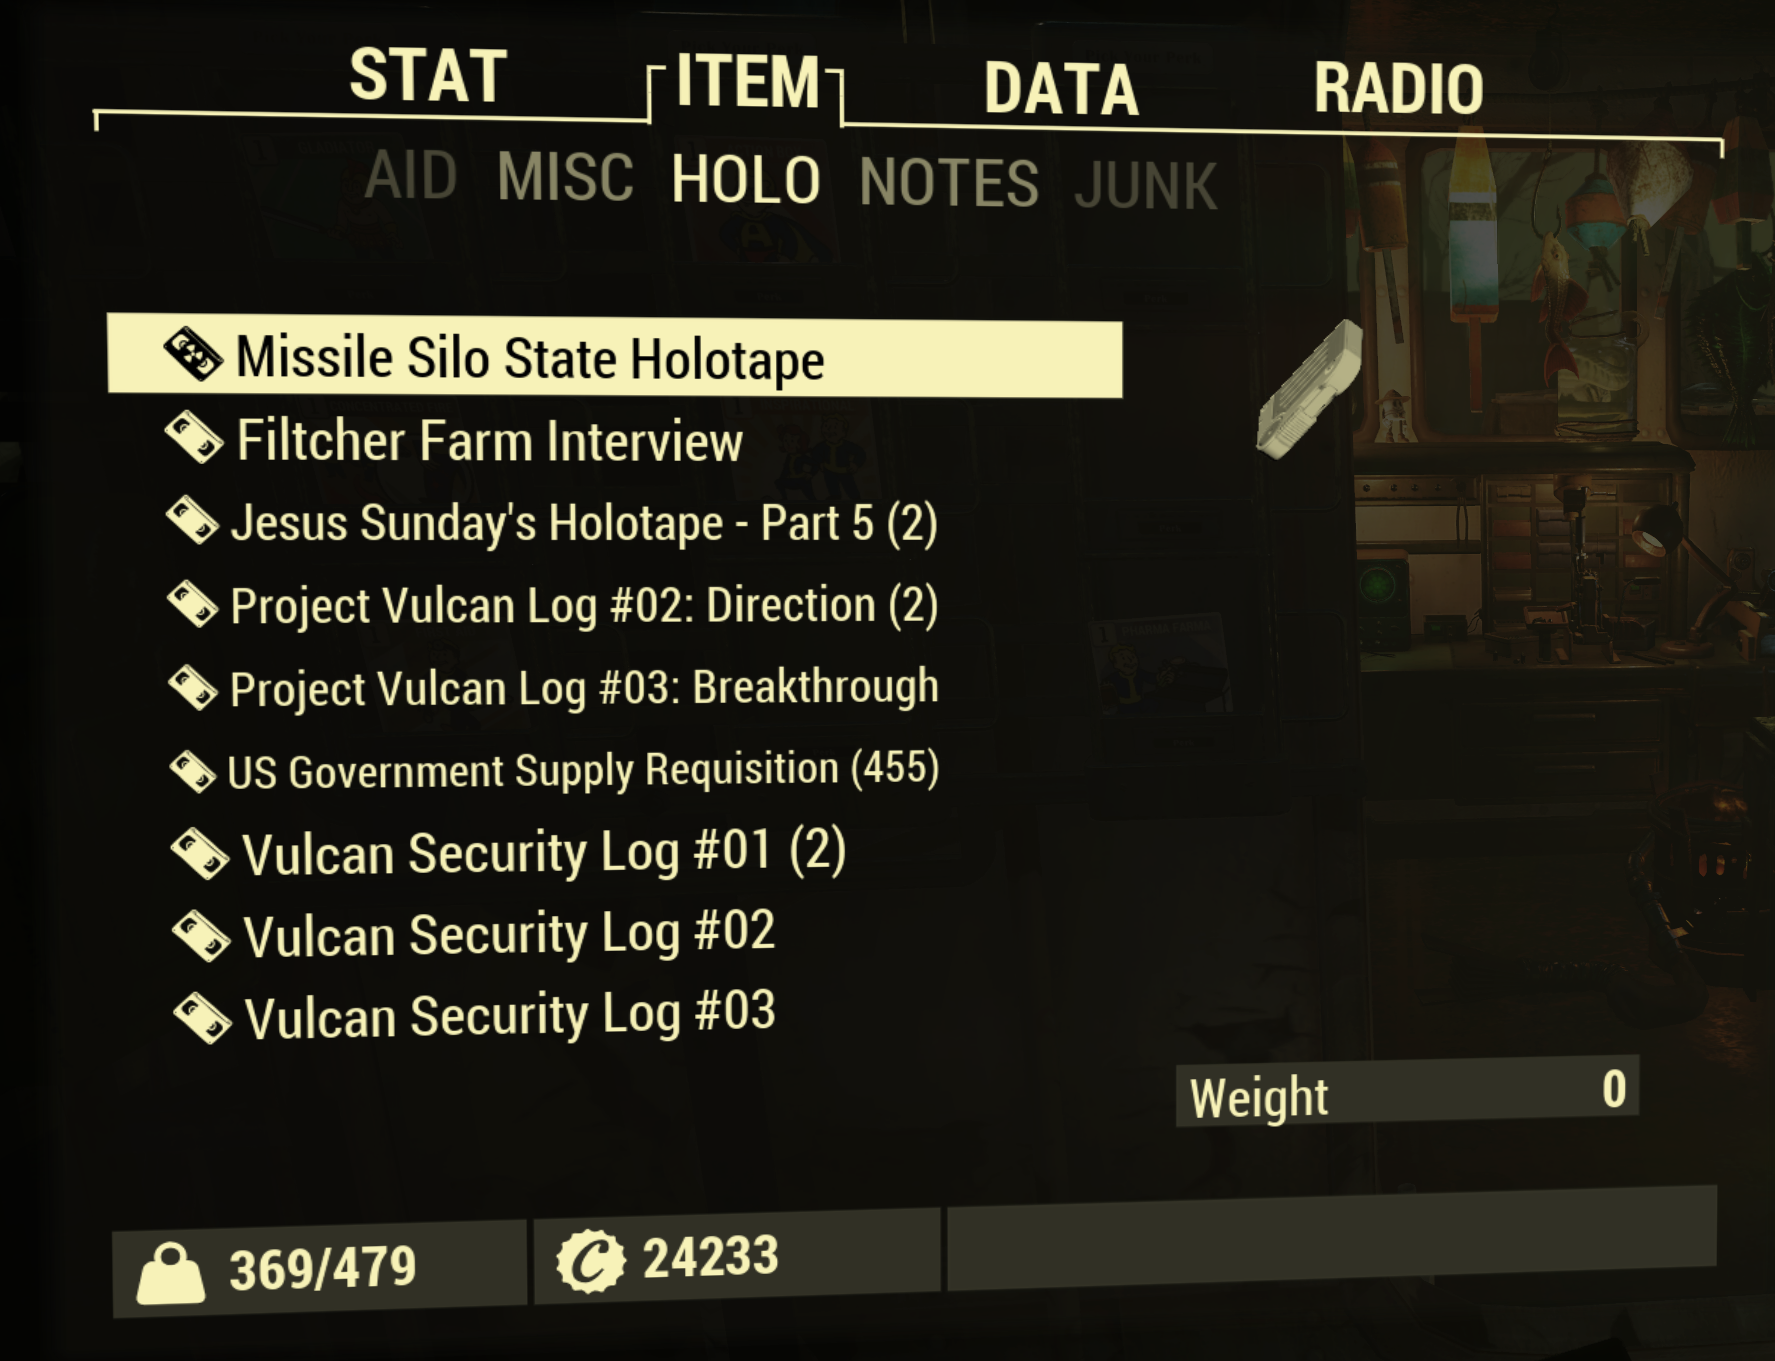 STAT ITEM DATA RADIO
AID MISC HOLO NOTES JUNK
Missile Silo State Holotape
Filtcher Farm Interview
Jesus Sunday's Holotape - Part 5 (2)
Project Vulcan Log #02: Direction (2)
Project Vulcan Log #03: Breakthrough
US Government Supply Requisition (455)
Vulcan Security Log #01 (2)
Vulcan Security Log #02
Vulcan Security Log #03
Weight 0
369/479 24233